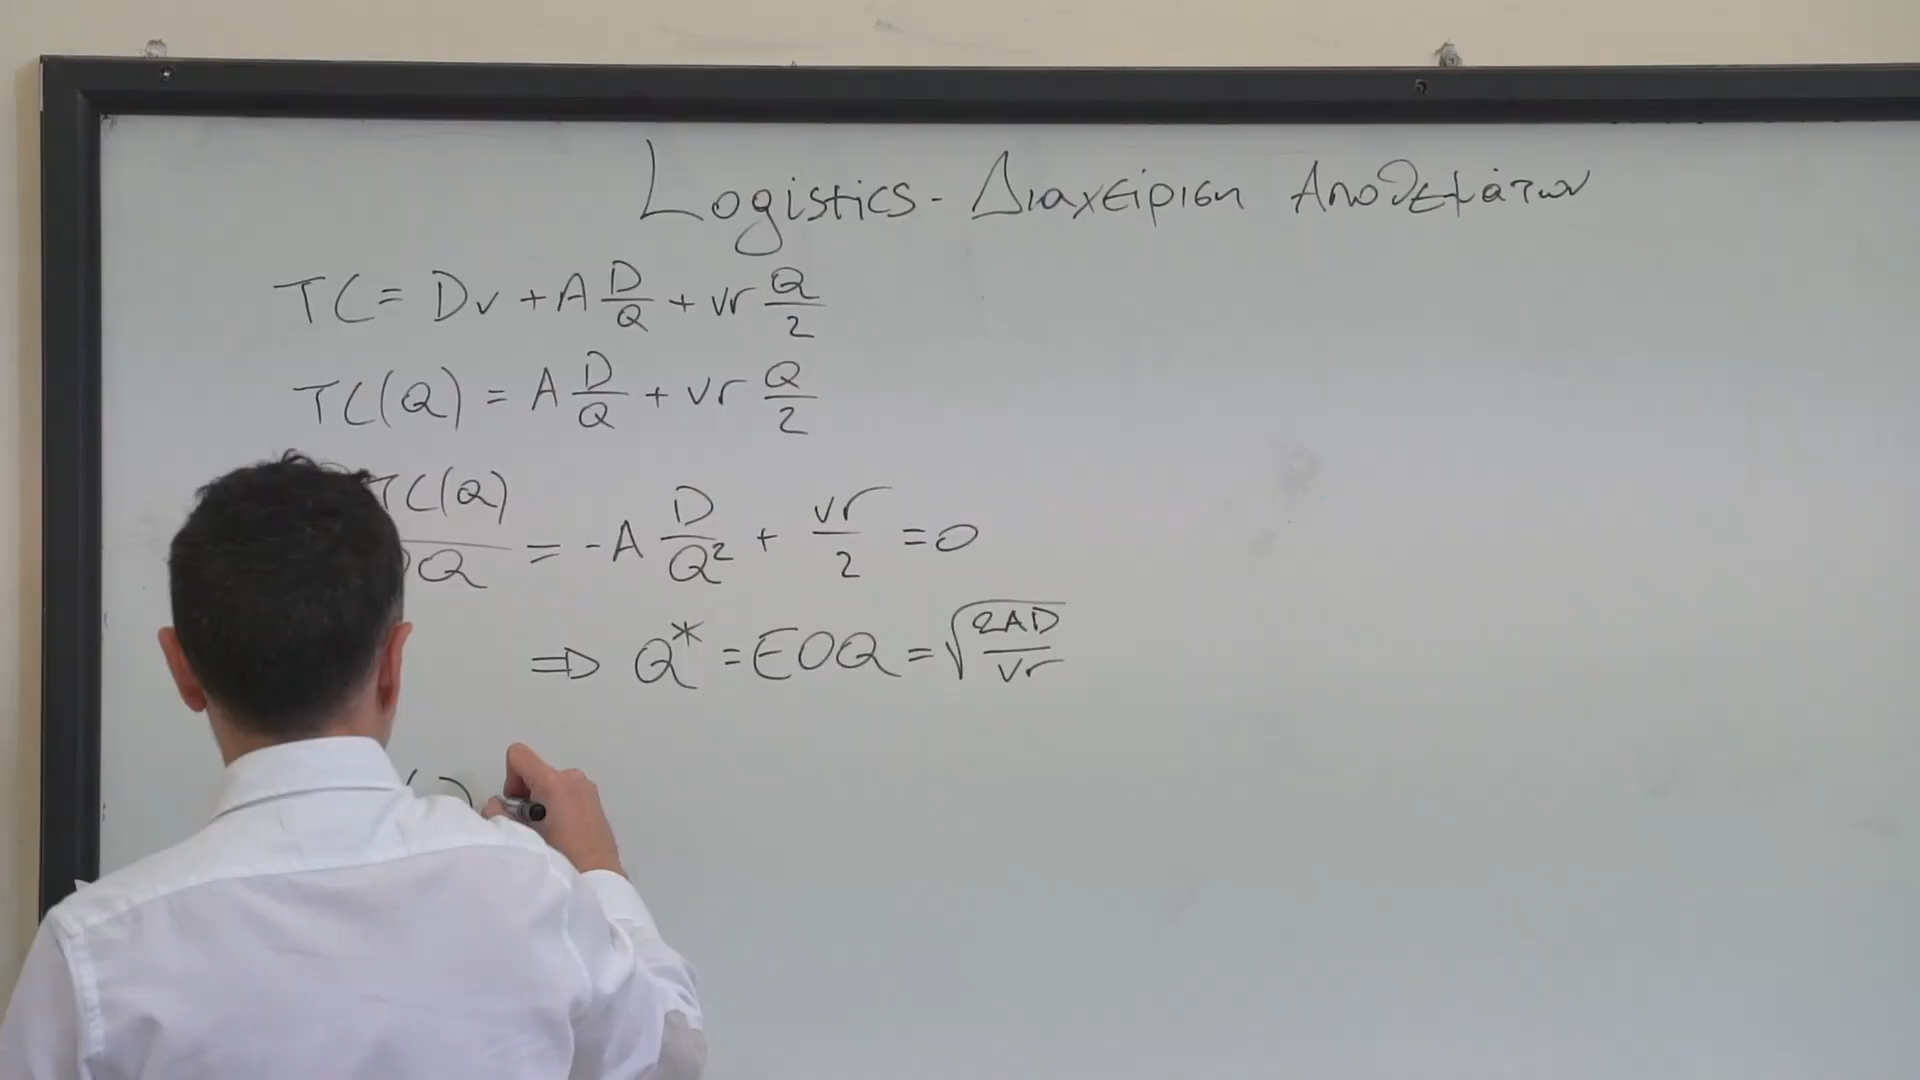 Logistics - Διαχείριση Αποθεμάτων
TC = Dv + A D/Q + vr Q/2
TC(Q) = A D/Q + vr Q/2
TC(Q)/Q = -A D/Q² + vr/2 = 0
⇒ Q* = EOQ = √(2AD/vr)